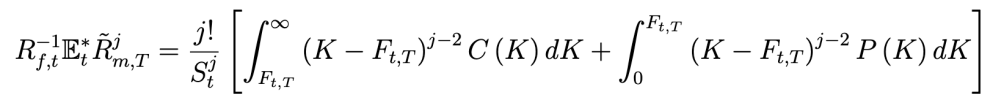 $R_{f,t}^{-1} \mathbb{E}_t^* \tilde{R}_{m,T}^j = \frac{j!}{S_t^j} \left[ \int_{F_{t,T}}^{\infty} (K - F_{t,T})^{j-2} C(K) dK + \int_0^{F_{t,T}} (K - F_{t,T})^{j-2} P(K) dK \right]$